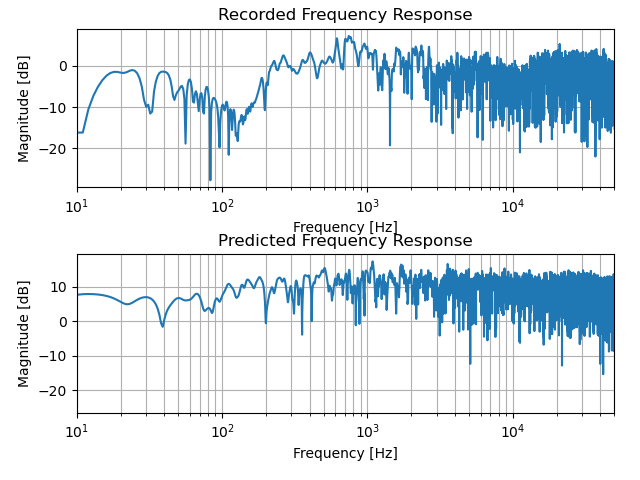 Recorded Frequency Response
Magnitude [dB]
0
−10
−20
10¹ 10² 10³ 10⁴
Frequency [Hz]
Predicted Frequency Response
Magnitude [dB]
10
0
−10
−20
10¹ 10² 10³ 10⁴
Frequency [Hz]